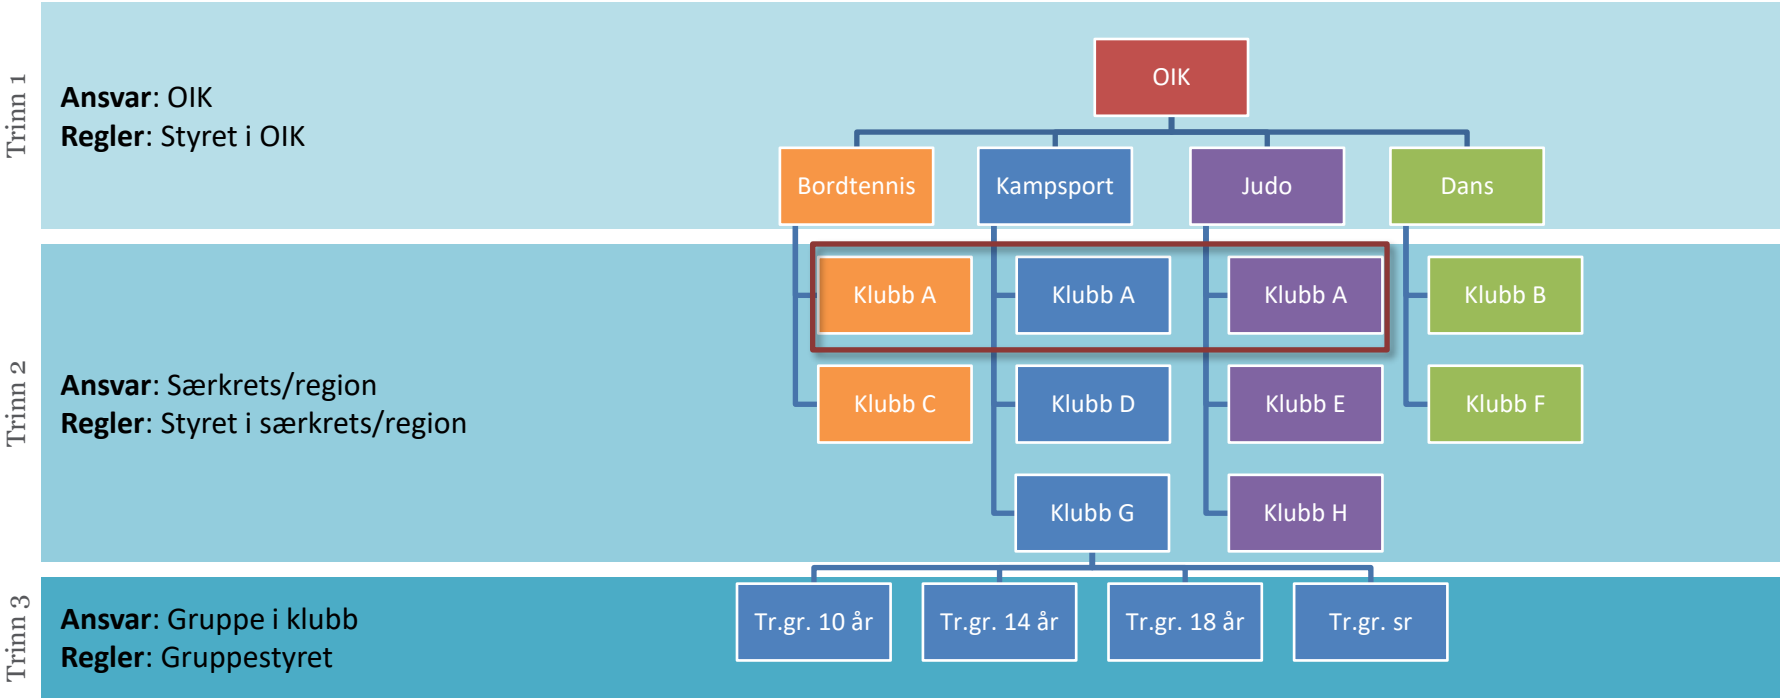 Trinn 1
Ansvar: OIK
Regler: Styret i OIK
OIK
Bordtennis
Kampsport
Judo
Dans
Trinn 2
Ansvar: Særkrets/region
Regler: Styret i særkrets/region
Klubb A
Klubb A
Klubb A
Klubb B
Klubb C
Klubb D
Klubb E
Klubb F
Klubb G
Klubb H
Trinn 3
Ansvar: Gruppe i klubb
Regler: Gruppestyret
Tr.gr. 10 år
Tr.gr. 14 år
Tr.gr. 18 år
Tr.gr. sr